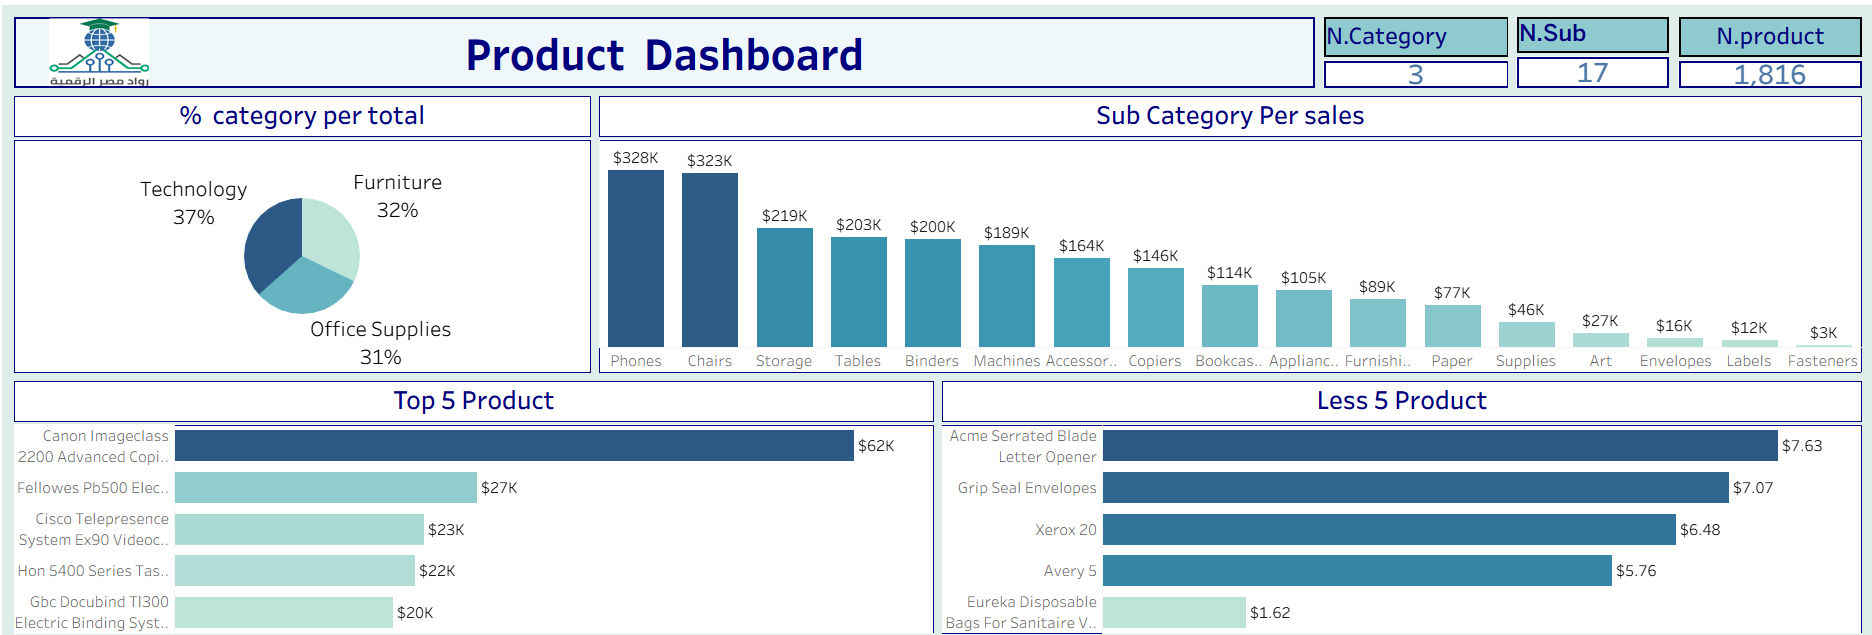 رواد مصر الرقمية
Product Dashboard
N.Category
3
N.Sub
17
N.product
1,816
% category per total
Technology
37%
Furniture
32%
Office Supplies
31%
Sub Category Per sales
$328K
$323K
$219K
$203K
$200K
$189K
$164K
$146K
$114K
$105K
$89K
$77K
$46K
$27K
$16K
$12K
$3K
Phones
Chairs
Storage
Tables
Binders
Machines
Accessor..
Copiers
Bookcas..
Applianc..
Furnishi..
Paper
Supplies
Art
Envelopes
Labels
Fasteners
Top 5 Product
Canon Imageclass
2200 Advanced Copi..
$62K
Fellowes Pb500 Elec..
$27K
Cisco Telepresence
System Ex90 Videoc..
$23K
Hon 5400 Series Tas..
$22K
Gbc Docubind Tl300
Electric Binding Syst..
$20K
Less 5 Product
Acme Serrated Blade
Letter Opener
$7.63
Grip Seal Envelopes
$7.07
Xerox 20
$6.48
Avery 5
$5.76
Eureka Disposable
Bags For Sanitaire V..
$1.62